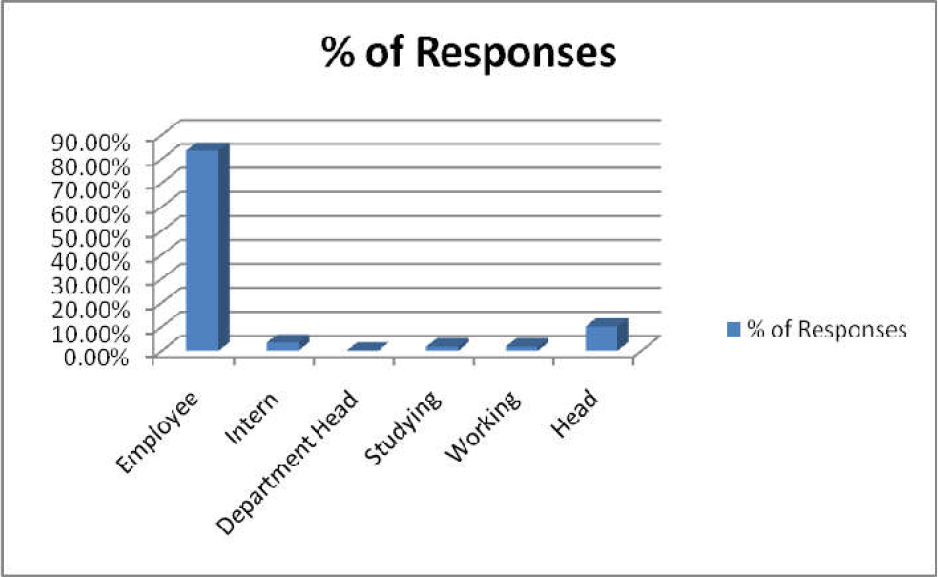 % of Responses
90.00%
80.00%
70.00%
60.00%
50.00%
40.00%
30.00%
20.00%
10.00%
0.00%
Employee
Intern
Department Head
Studying
Working
Head
% of Responses